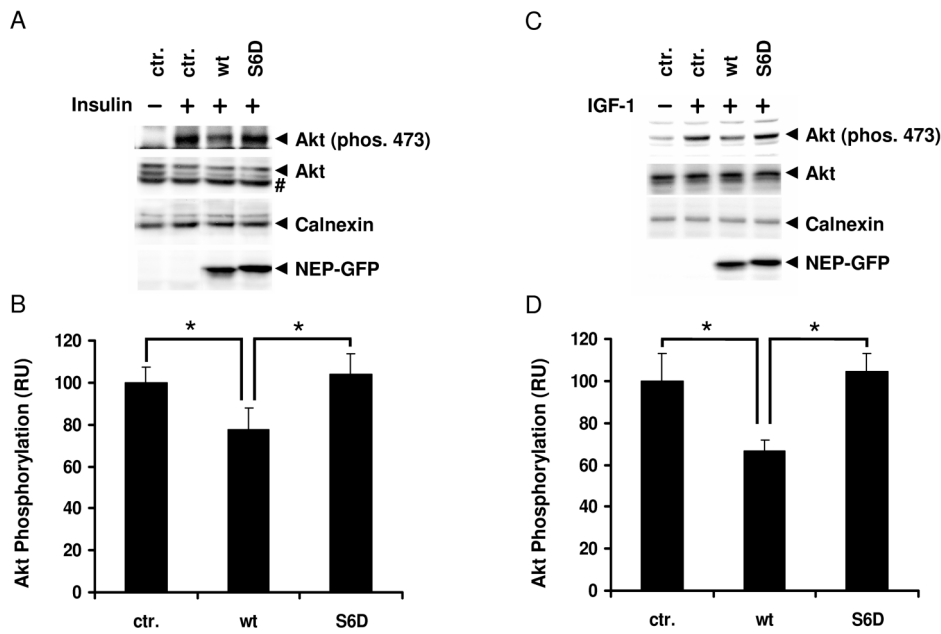 A
ctr. ctr. wt S6D
Insulin − + + +
Akt (phos. 473)
Akt
#
Calnexin
NEP-GFP
C
ctr. ctr. wt S6D
IGF-1 − + + +
Akt (phos. 473)
Akt
Calnexin
NEP-GFP
B
* *
Akt Phosphorylation (RU)
120
100
80
60
40
20
0
ctr. wt S6D
D
* *
Akt Phosphorylation (RU)
120
100
80
60
40
20
0
ctr. wt S6D